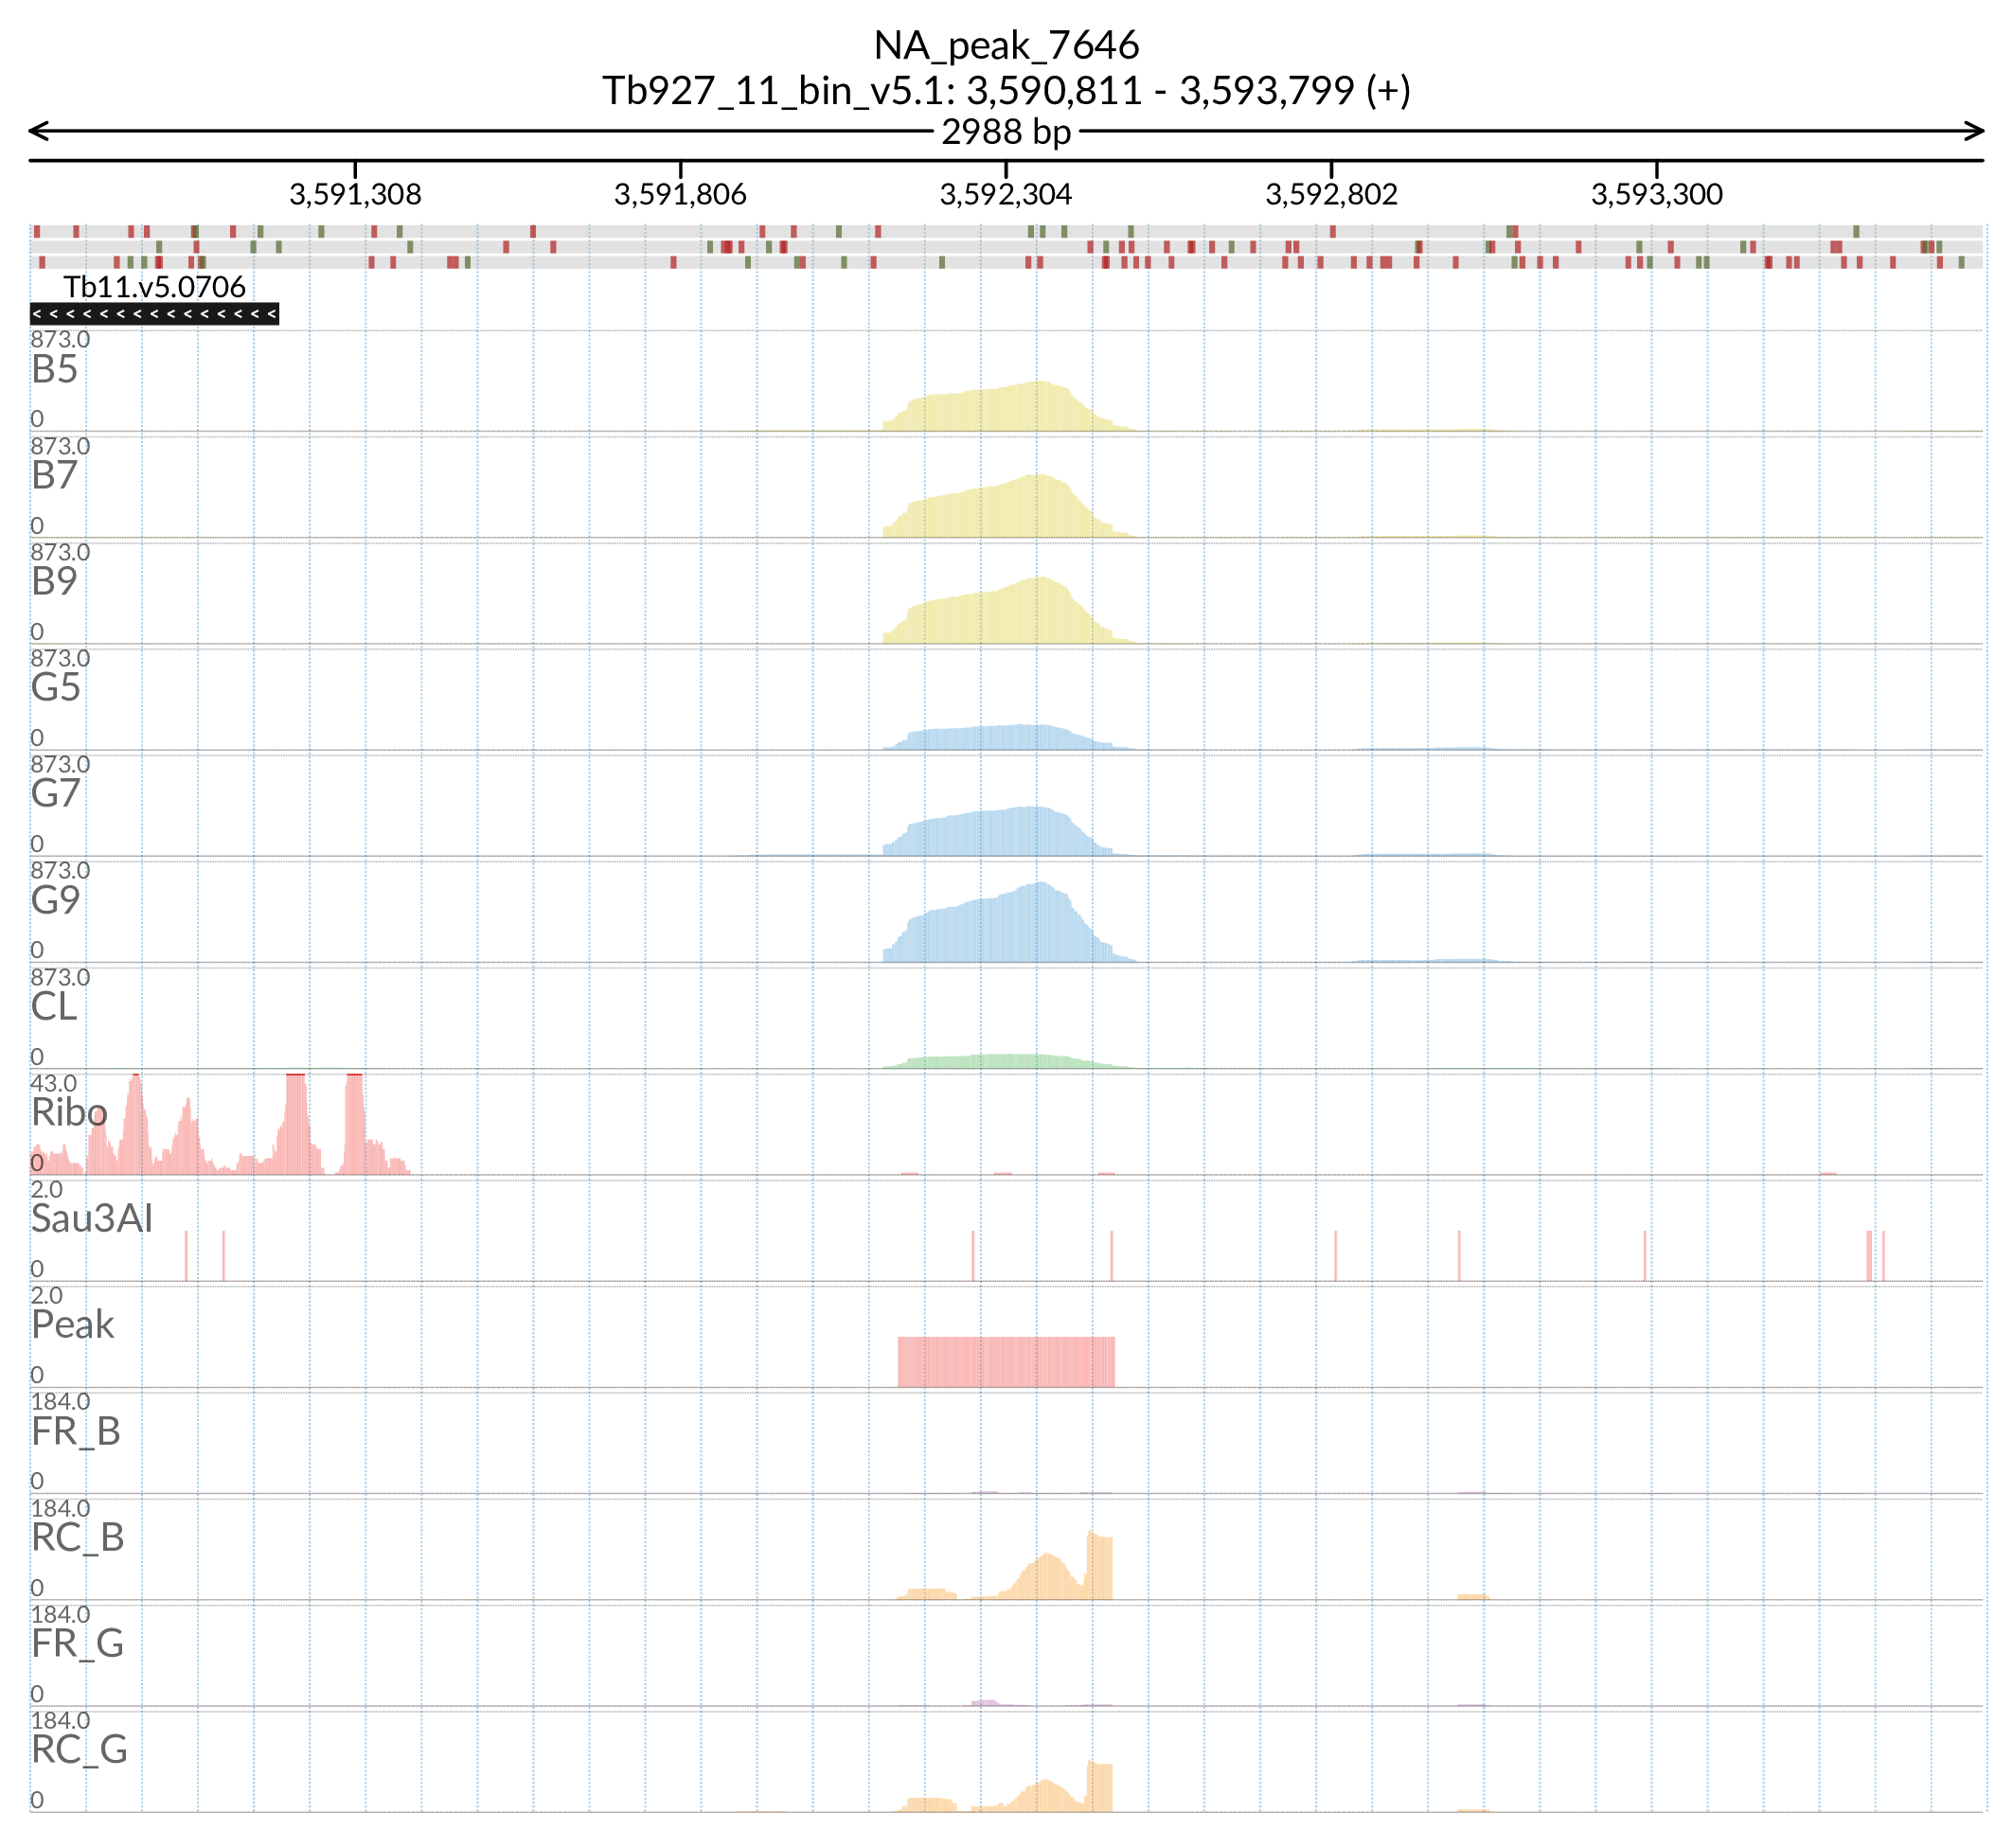 NA_peak_7646
Tb927_11_bin_v5.1: 3,590,811 - 3,593,799 (+)
2988 bp
3,591,308 3,591,806 3,592,304 3,592,802 3,593,300
Tb11.v5.0706
< < < < < < < < < < < < < < <
873.0
B5
0
873.0
B7
0
873.0
B9
0
873.0
G5
0
873.0
G7
0
873.0
G9
0
873.0
CL
0
43.0
Ribo
0
2.0
Sau3AI
0
2.0
Peak
0
184.0
FR_B
0
184.0
RC_B
0
184.0
FR_G
0
184.0
RC_G
0